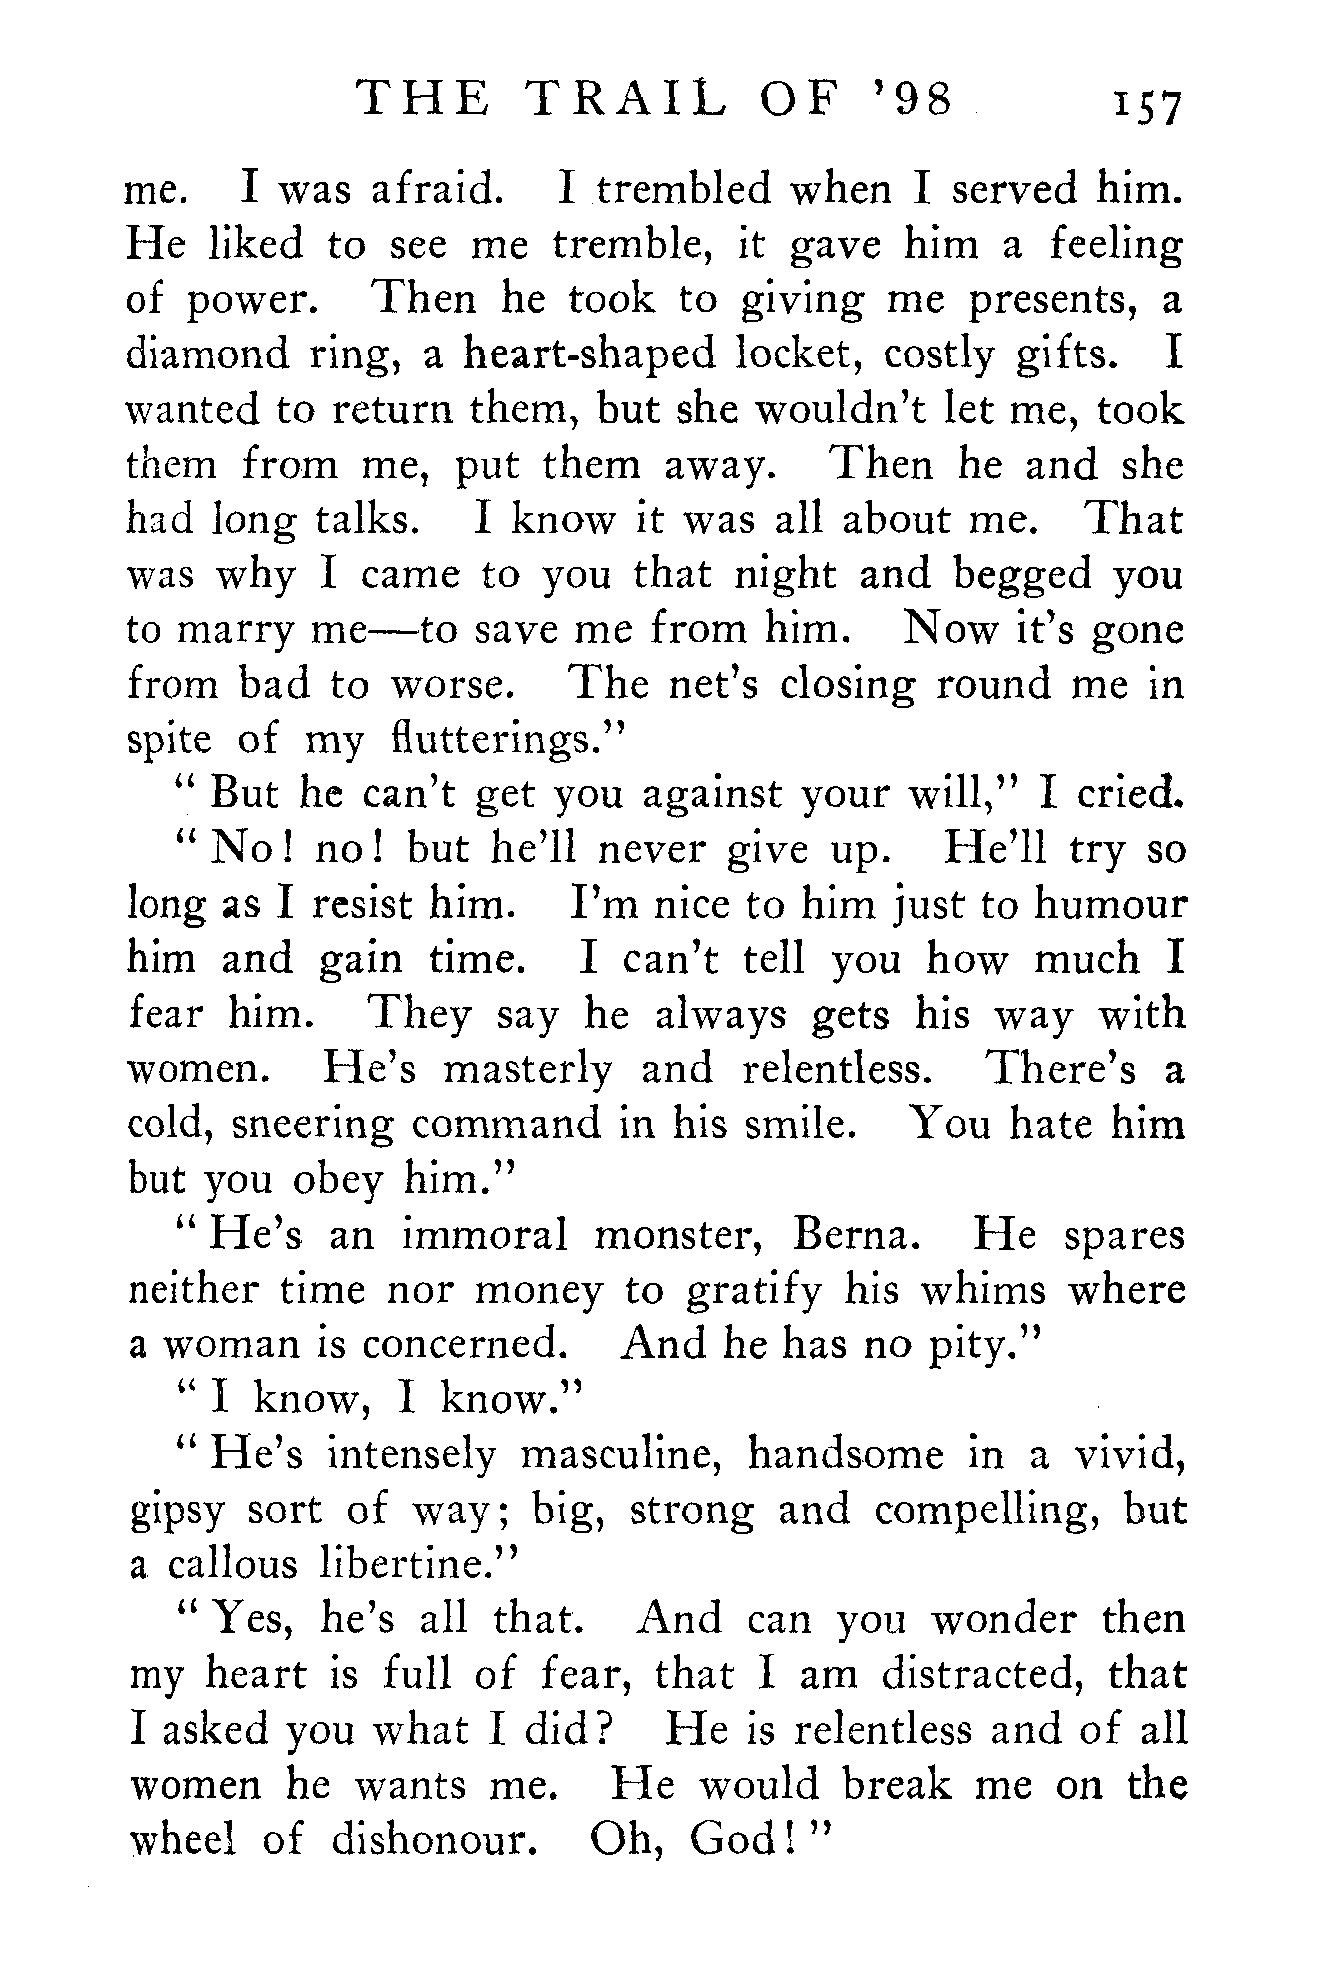 THE TRAIL OF '98 157
me. I was afraid. I trembled when I served him.
He liked to see me tremble, it gave him a feeling
of power. Then he took to giving me presents, a
diamond ring, a heart-shaped locket, costly gifts. I
wanted to return them, but she wouldn't let me, took
them from me, put them away. Then he and she
had long talks. I know it was all about me. That
was why I came to you that night and begged you
to marry me—to save me from him. Now it's gone
from bad to worse. The net's closing round me in
spite of my flutterings."
" But he can't get you against your will," I cried.
" No! no! but he'll never give up. He'll try so
long as I resist him. I'm nice to him just to humour
him and gain time. I can't tell you how much I
fear him. They say he always gets his way with
women. He's masterly and relentless. There's a
cold, sneering command in his smile. You hate him
but you obey him."
" He's an immoral monster, Berna. He spares
neither time nor money to gratify his whims where
a woman is concerned. And he has no pity."
" I know, I know."
" He's intensely masculine, handsome in a vivid,
gipsy sort of way; big, strong and compelling, but
a callous libertine."
" Yes, he's all that. And can you wonder then
my heart is full of fear, that I am distracted, that
I asked you what I did? He is relentless and of all
women he wants me. He would break me on the
wheel of dishonour. Oh, God! "